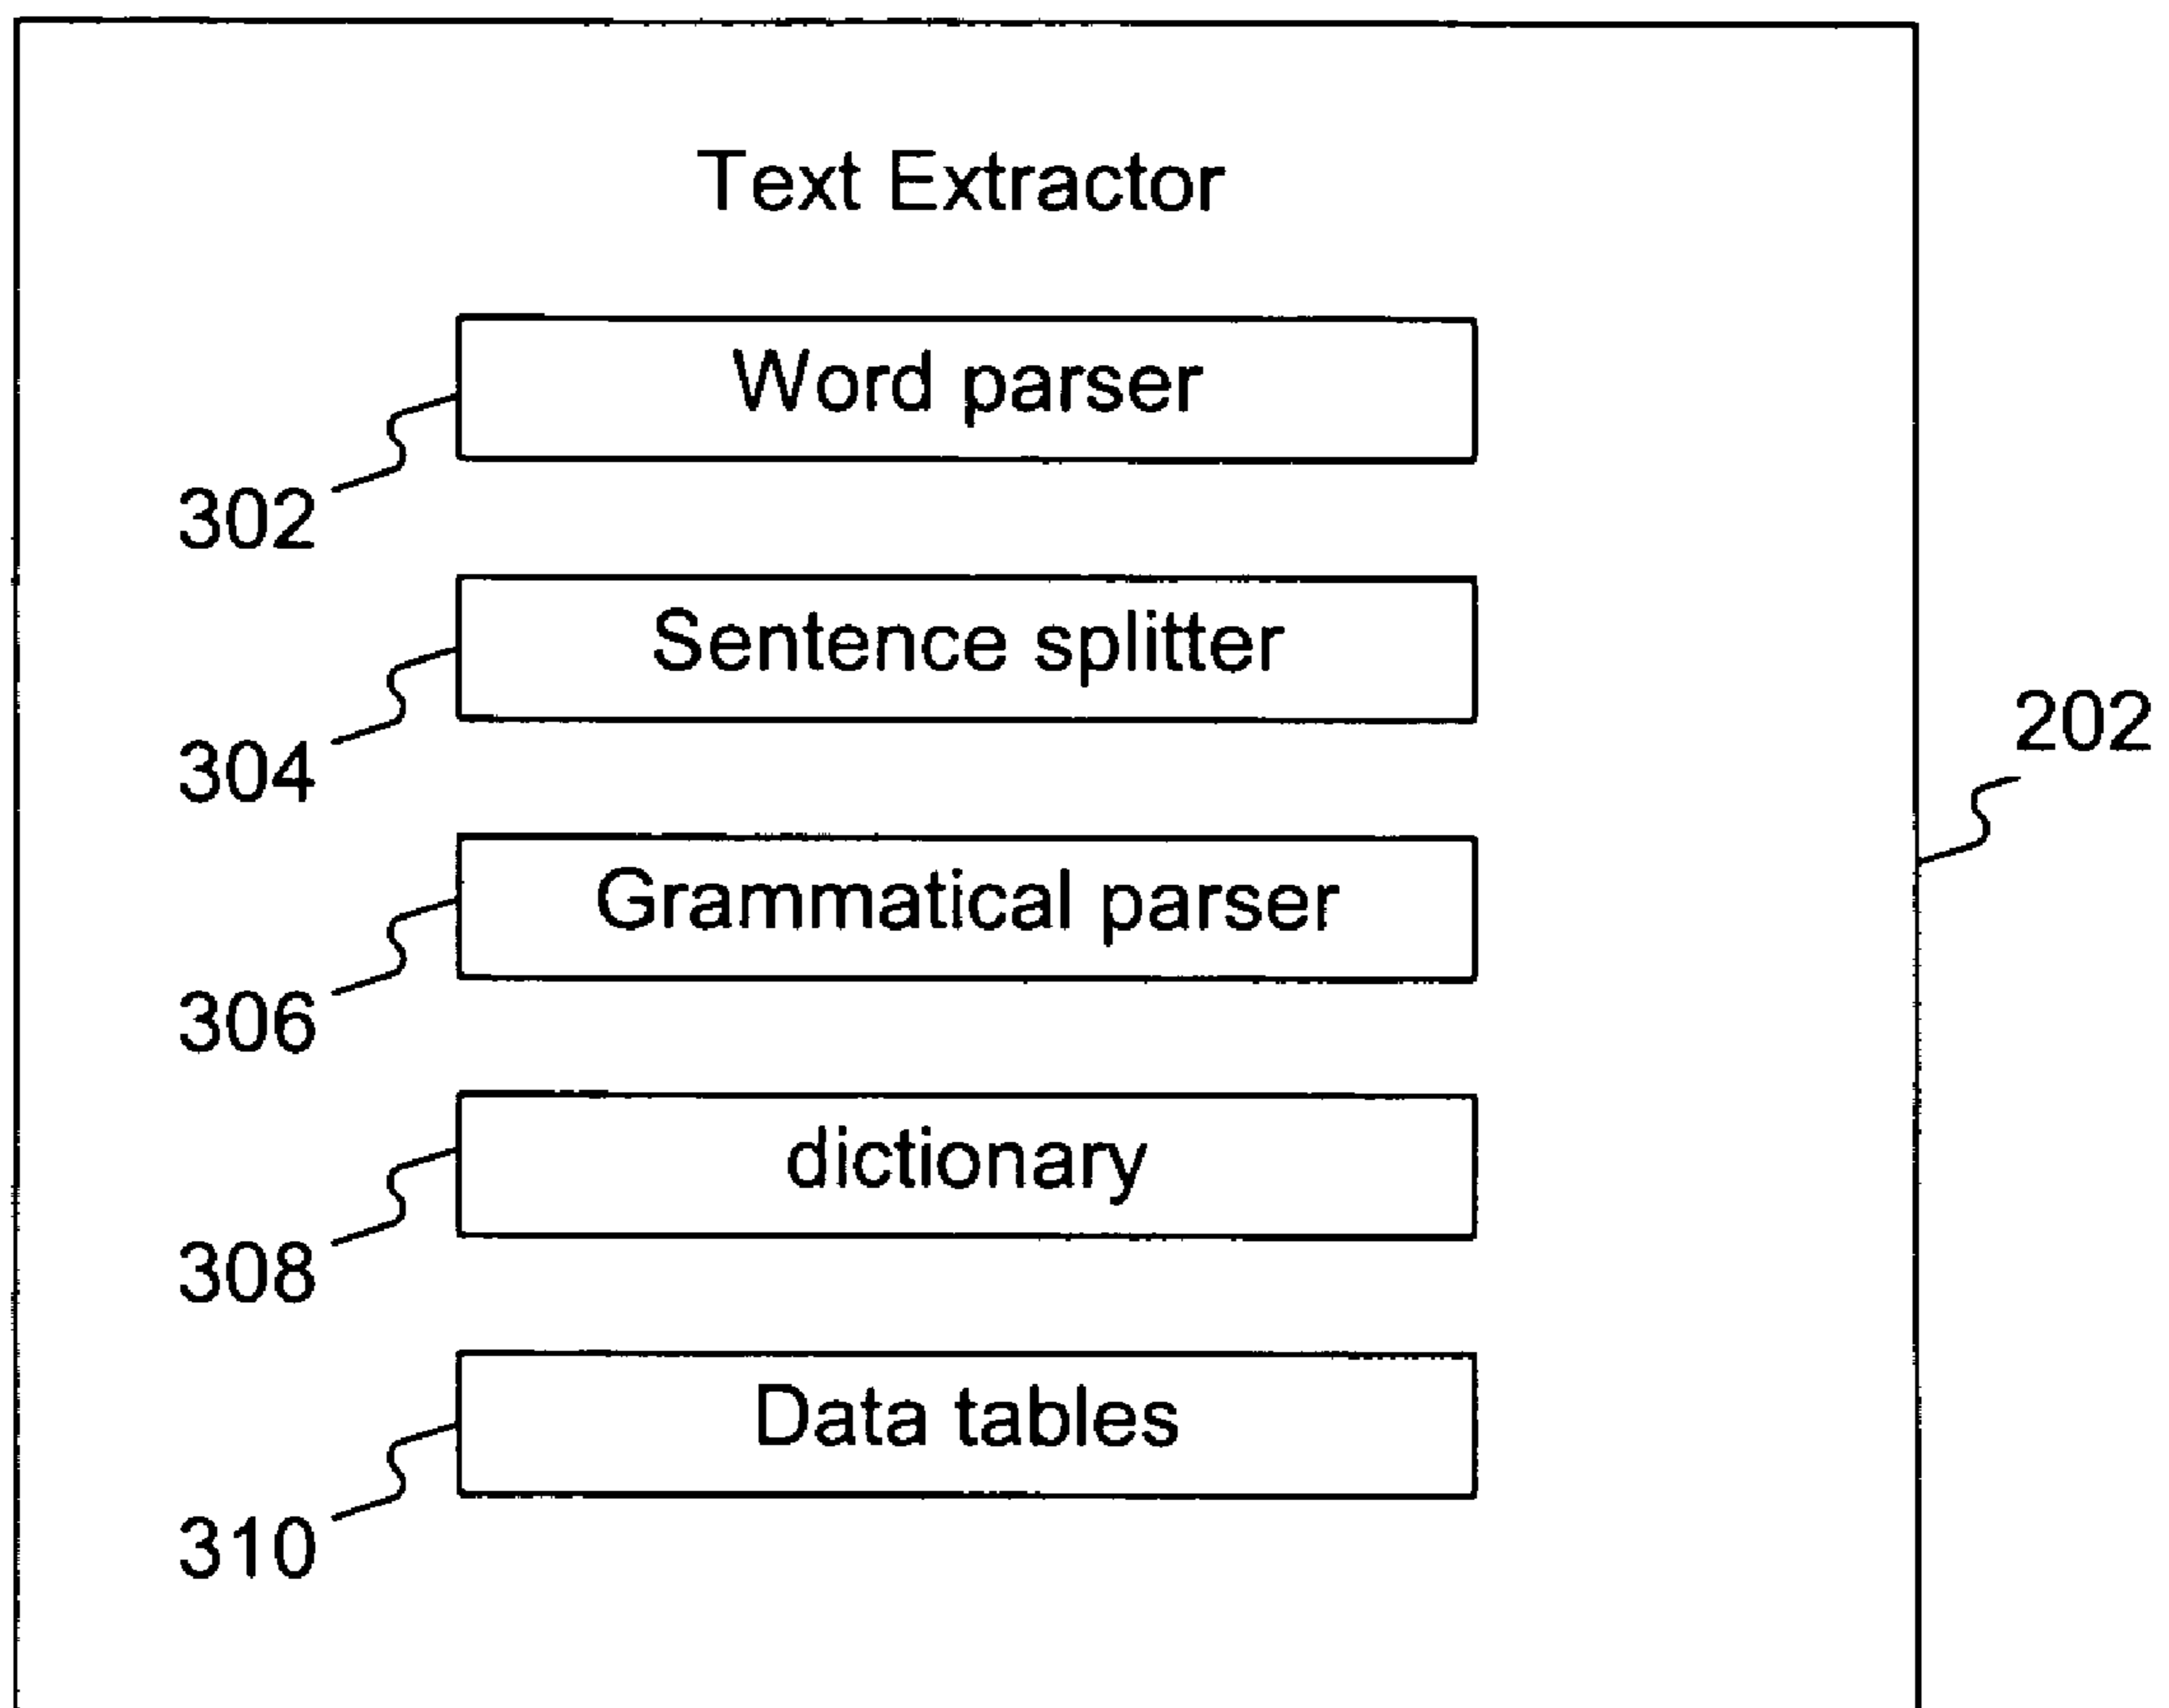 Text Extractor
Word parser
302
Sentence splitter
304
202
Grammatical parser
306
dictionary
308
Data tables
310